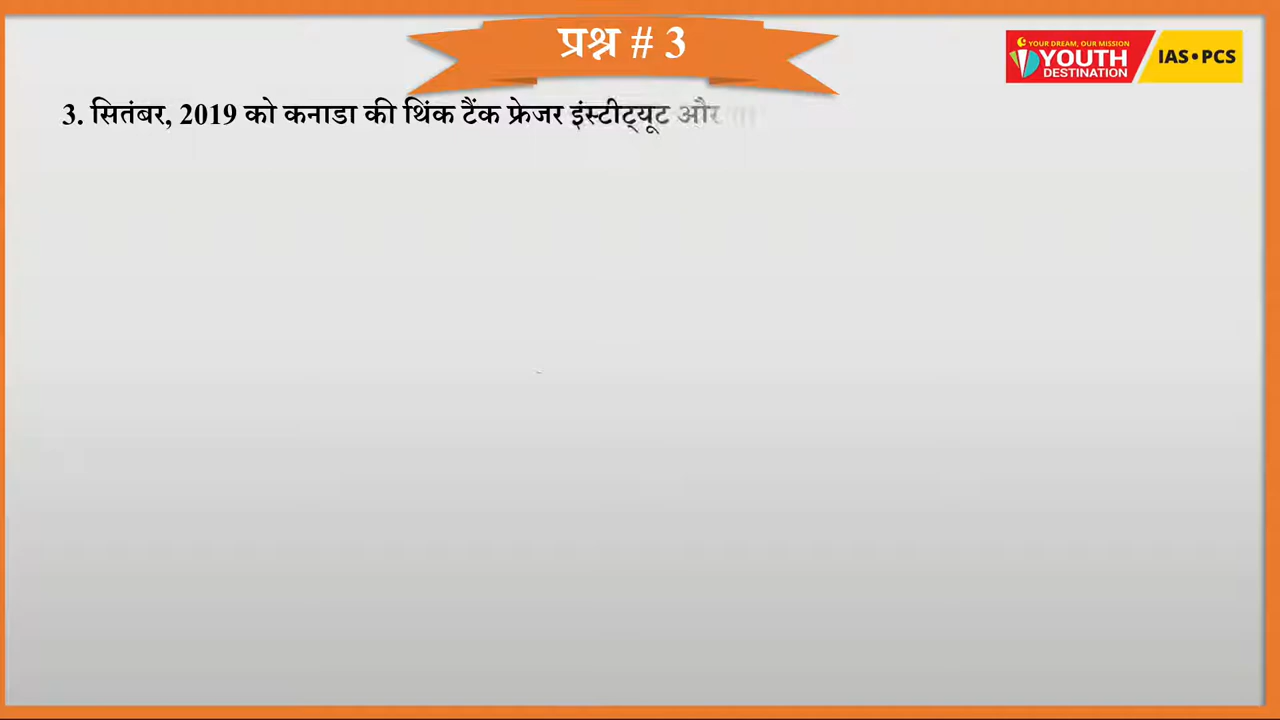 प्रश्न # 3
YOUR DREAM, OUR MISSION
YOUTH
DESTINATION
IAS•PCS
3. सितंबर, 2019 को कनाडा की थिंक टैंक फ्रेजर इंस्टीट्यूट और